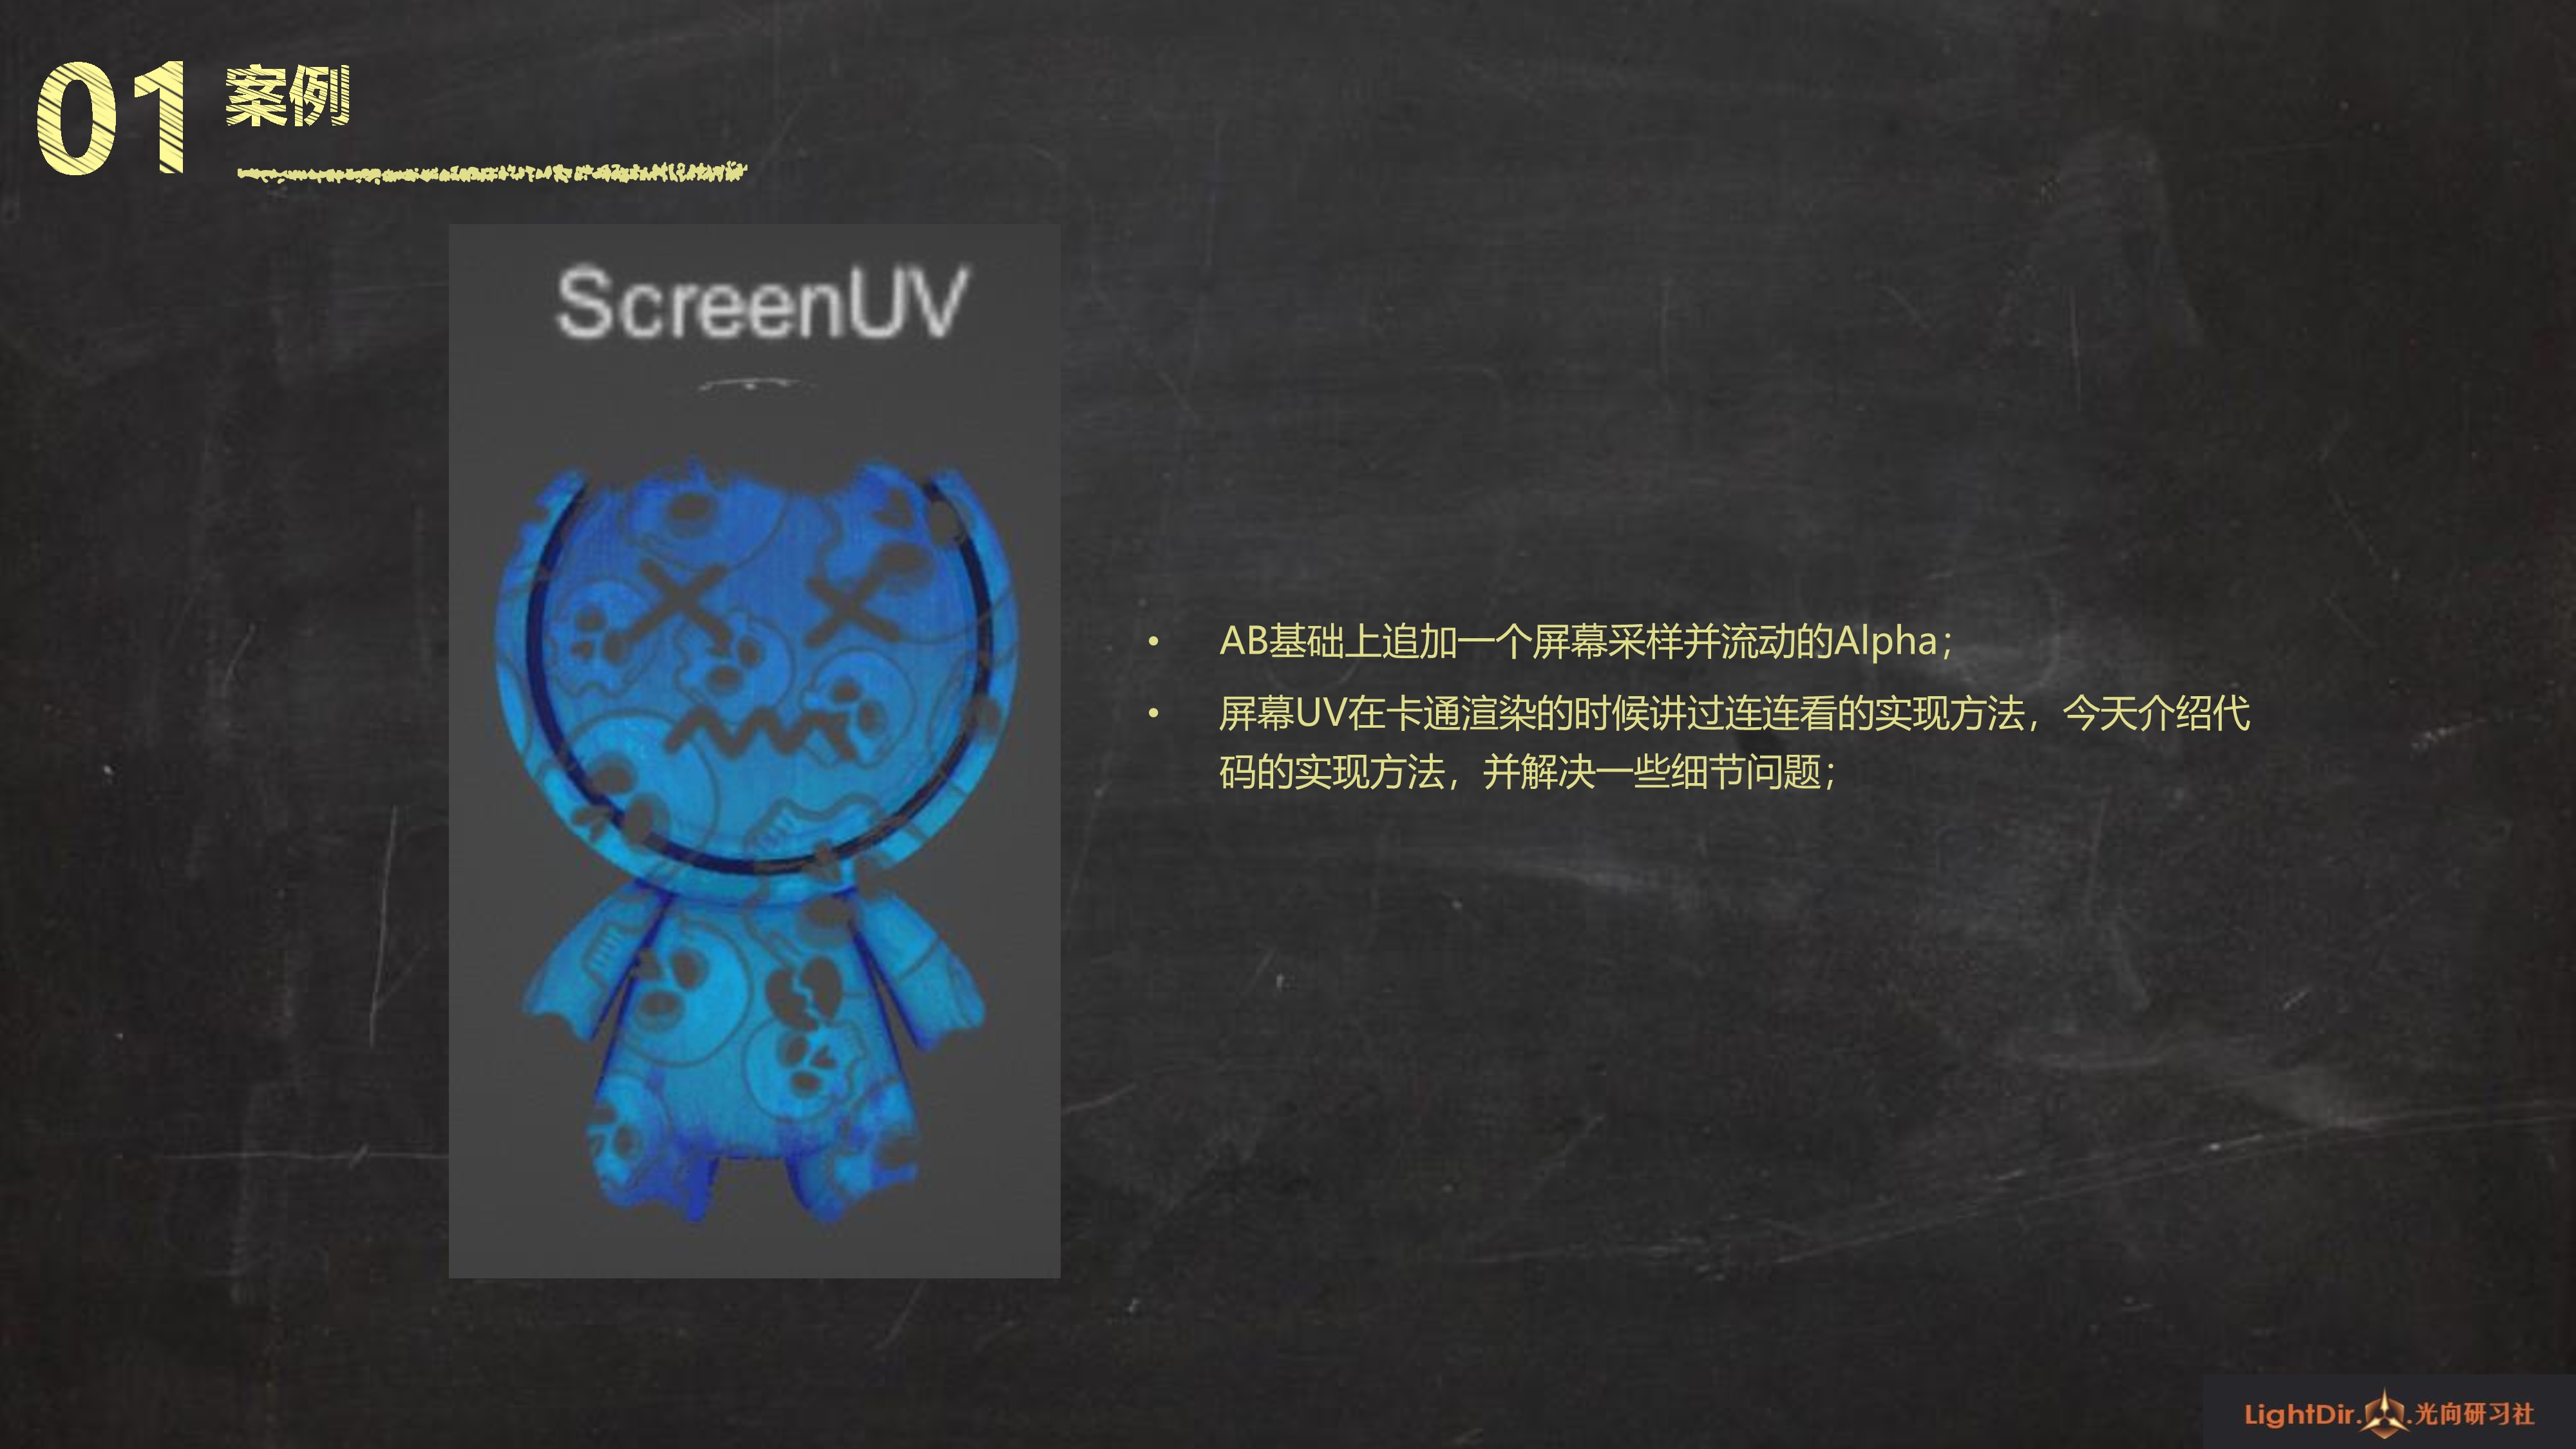 01 案例
ScreenUV
• AB基础上追加一个屏幕采样并流动的Alpha；
• 屏幕UV在卡通渲染的时候讲过连连看的实现方法，今天介绍代
码的实现方法，并解决一些细节问题；
LightDir.光向研习社